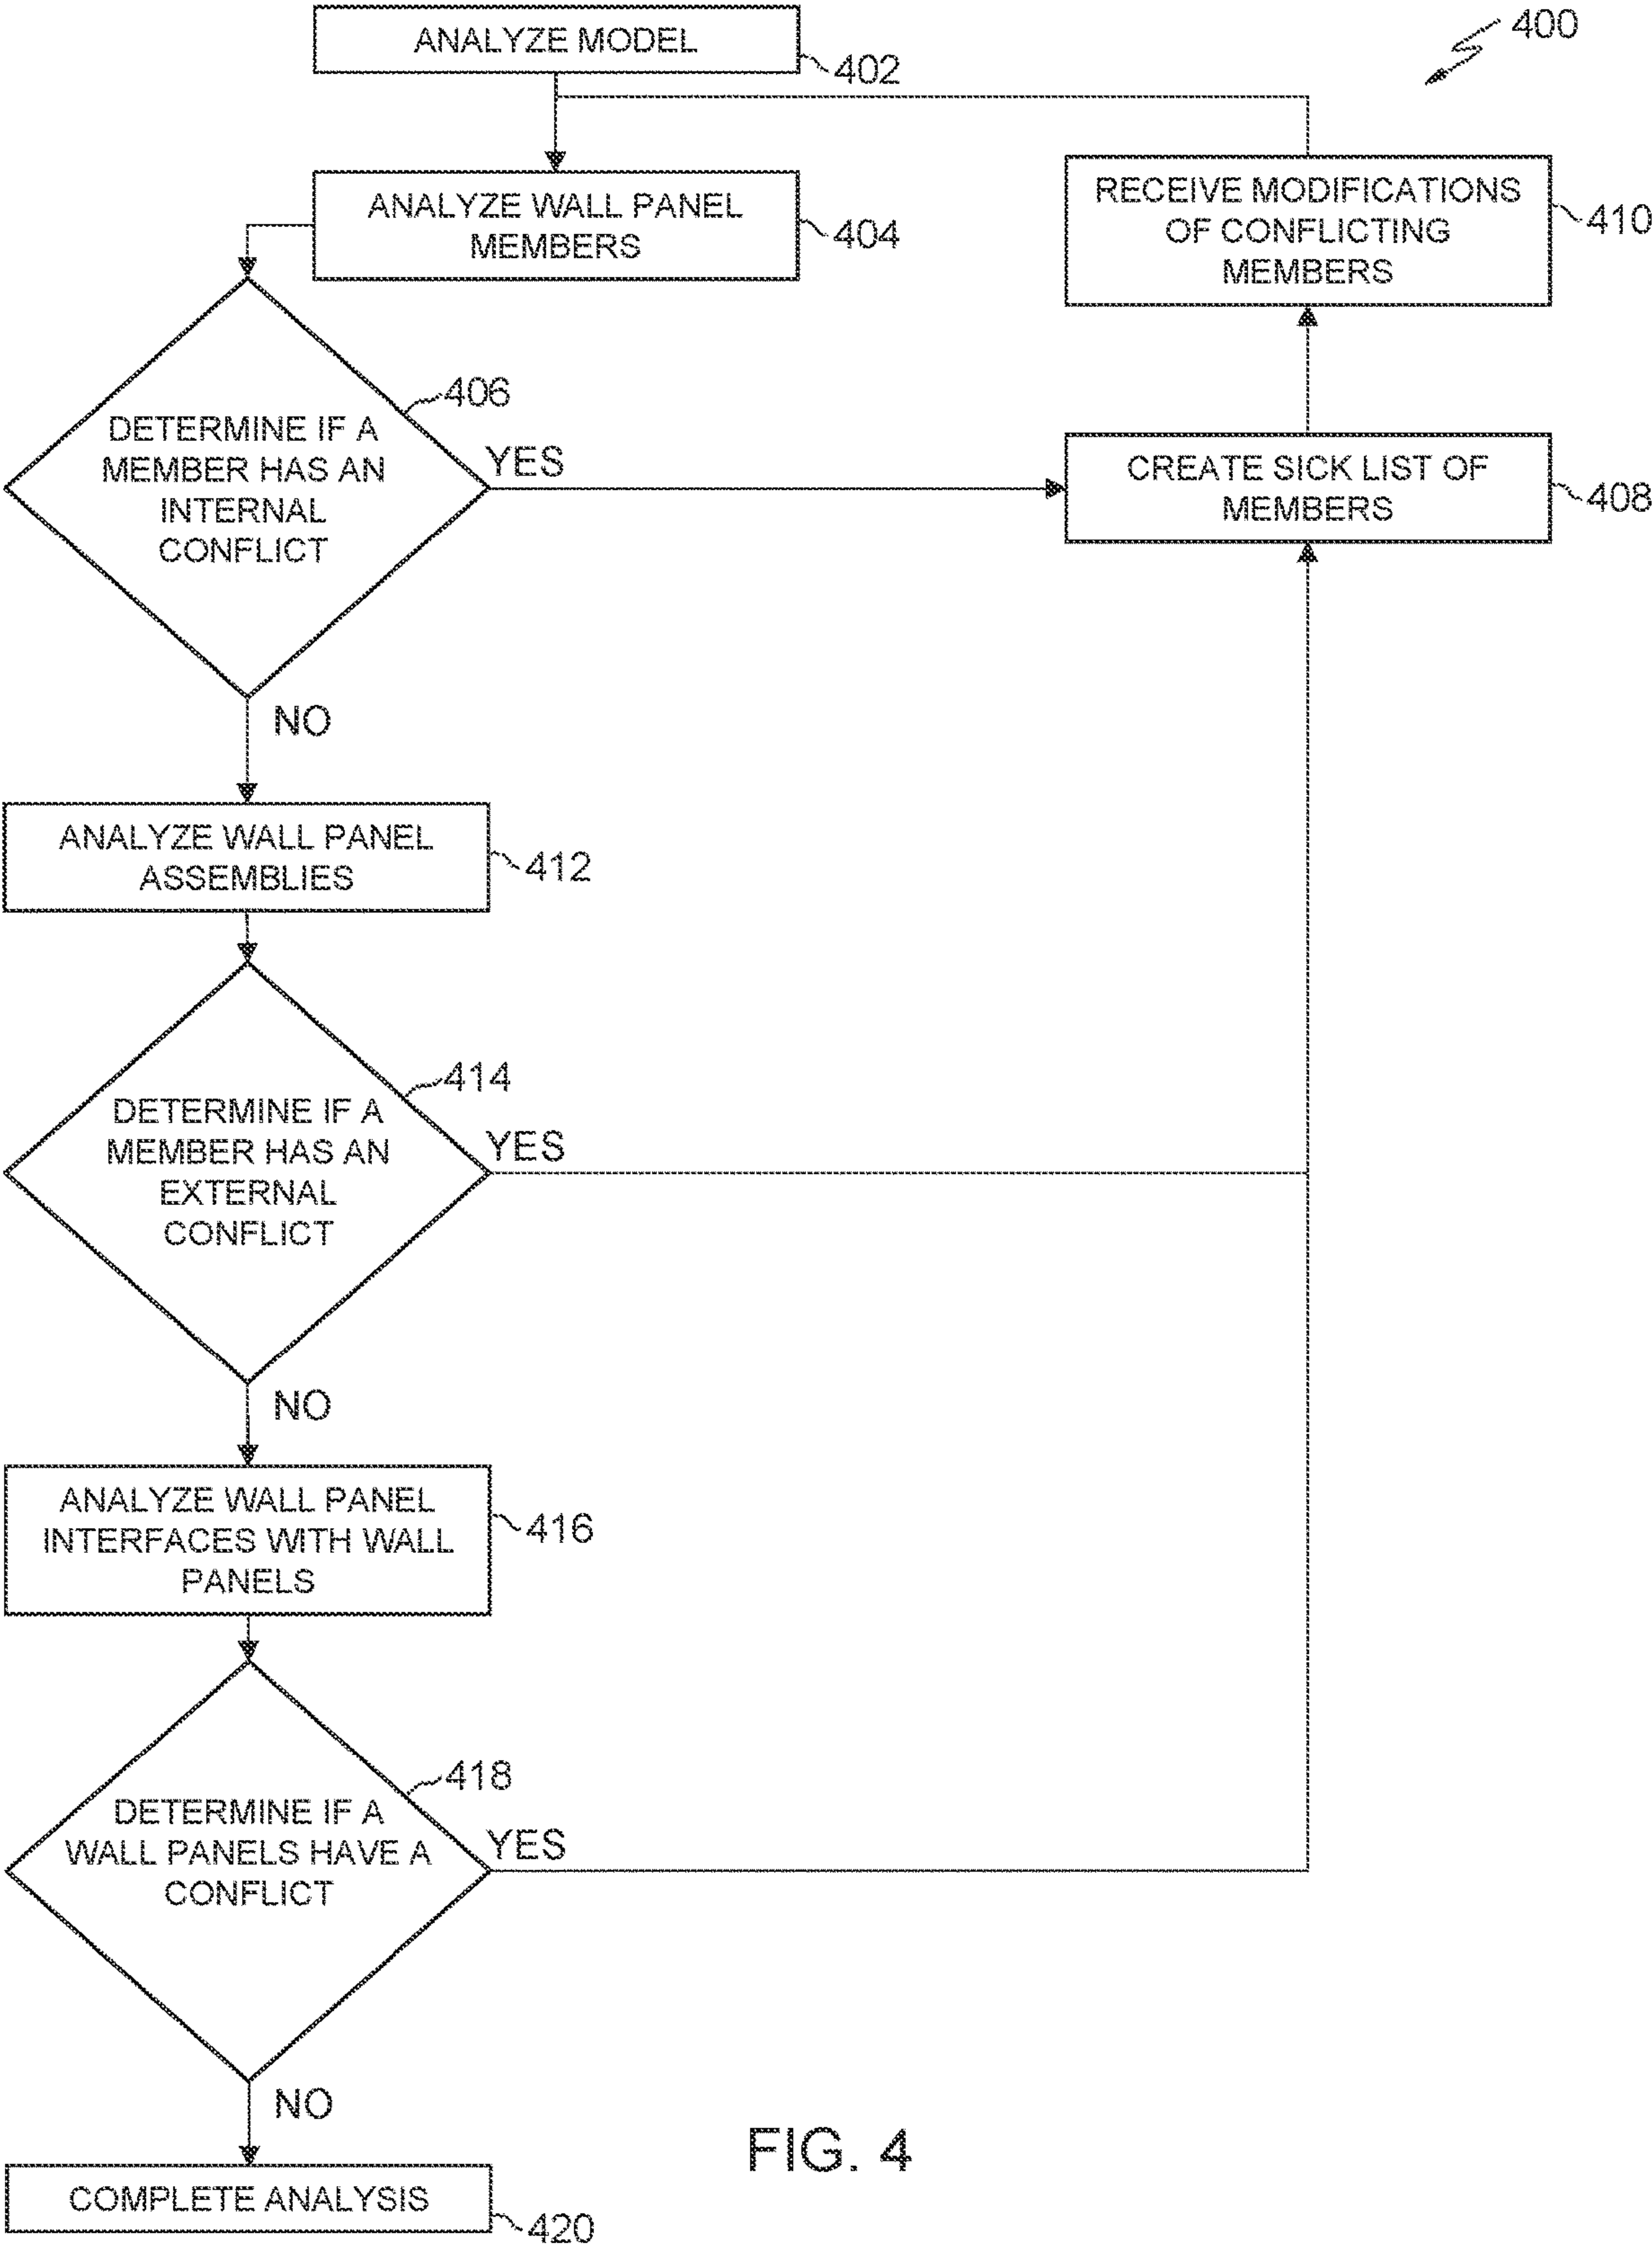 ANALYZE MODEL
402
400
ANALYZE WALL PANEL
MEMBERS
404
RECEIVE MODIFICATIONS
OF CONFLICTING
MEMBERS
410
406
DETERMINE IF A
MEMBER HAS AN
INTERNAL
CONFLICT
YES
CREATE SICK LIST OF
MEMBERS
408
NO
ANALYZE WALL PANEL
ASSEMBLIES
412
414
DETERMINE IF A
MEMBER HAS AN
EXTERNAL
CONFLICT
YES
NO
ANALYZE WALL PANEL
INTERFACES WITH WALL
PANELS
416
418
DETERMINE IF A
WALL PANELS HAVE A
CONFLICT
YES
NO
COMPLETE ANALYSIS
420
FIG. 4